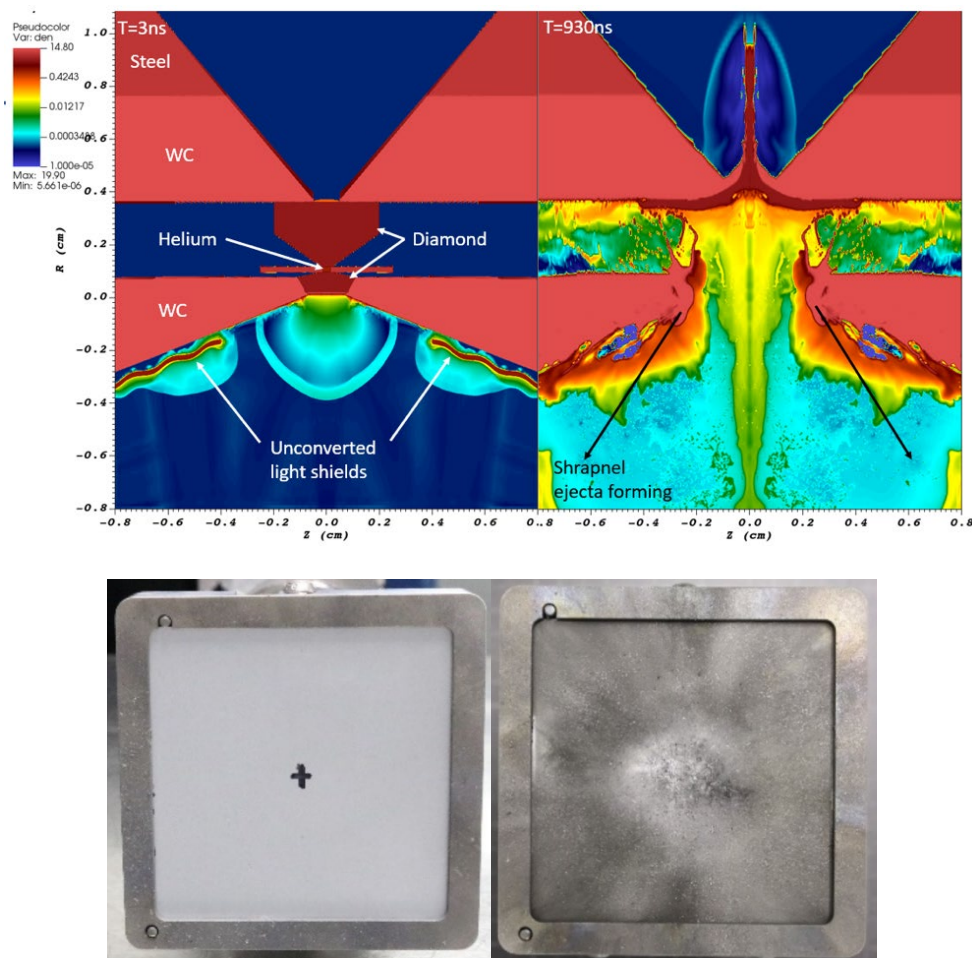 Pseudocolor
Var: den
14.80
0.4243
0.01217
1.000e-05
Max: 19.90
Min: 5.661e-06
T=3ns
Steel
WC
Helium
Diamond
WC
Unconverted
light shields
T=930ns
Shrapnel
ejecta forming
1.0
0.8
0.6
0.4
0.2
0.0
-0.2
-0.4
-0.6
-0.8
R (cm)
-0.8 -0.6 -0.4 -0.2 0.0 0.2 0.4 0.6 -0.8 -0.6 -0.4 -0.2 0.0 0.2 0.4 0.6 0.8
Z (cm) Z (cm)